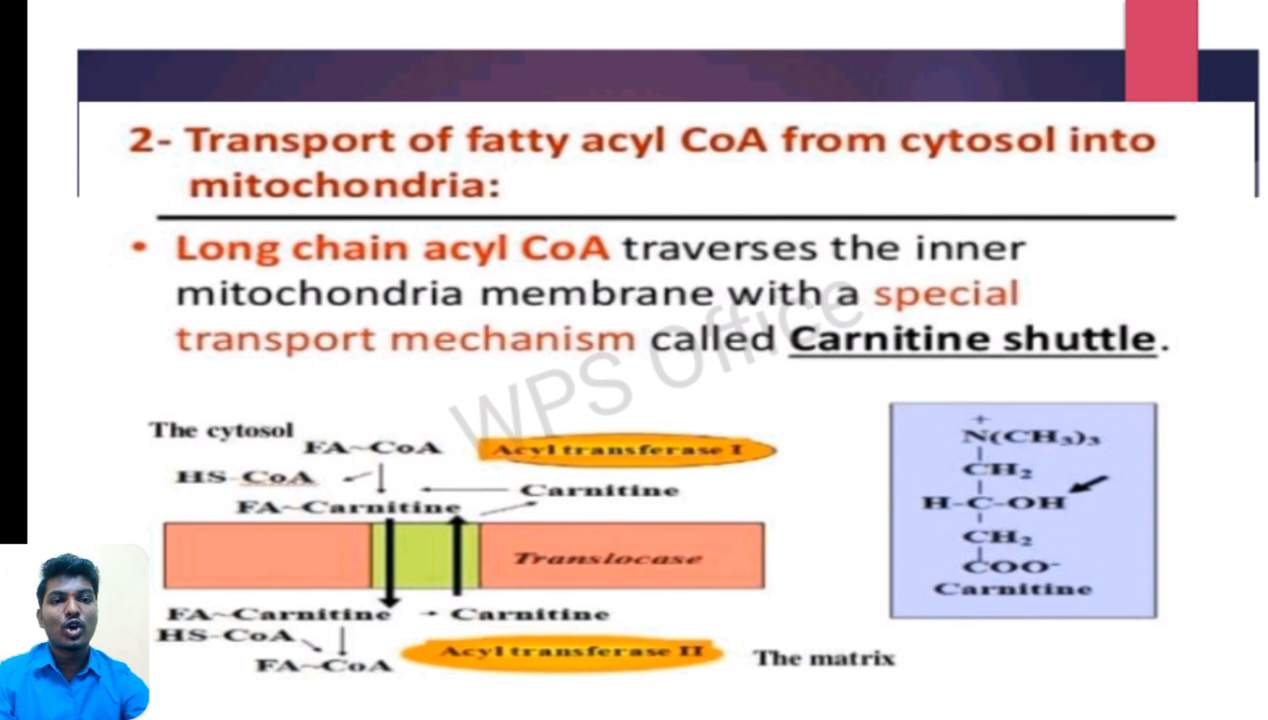 2- Transport of fatty acyl CoA from cytosol into
mitochondria:
• Long chain acyl CoA traverses the inner
mitochondria membrane with a special
transport mechanism called Carnitine shuttle.
WPS Office
The cytosol
FA~CoA
Acyl transferase I
HS-CoA
Carnitine
FA~Carnitine
Translocase
FA~Carnitine
Carnitine
HS-CoA
FA~CoA
Acyl transferase II
The matrix
+
N(CH₃)₃
CH₂
H-C-OH
CH₂
COO⁻
Carnitine